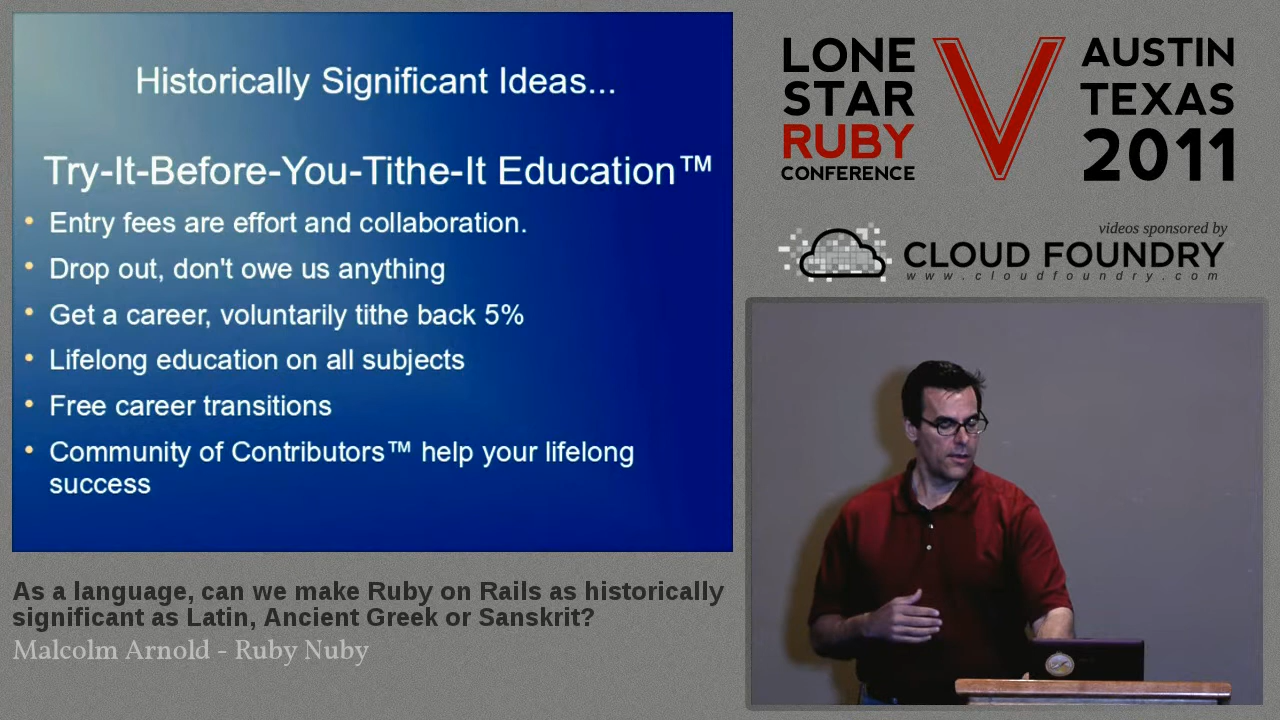 Historically Significant Ideas...
Try-It-Before-You-Tithe-It Education™
• Entry fees are effort and collaboration.
• Drop out, don't owe us anything
• Get a career, voluntarily tithe back 5%
• Lifelong education on all subjects
• Free career transitions
• Community of Contributors™ help your lifelong
success
As a language, can we make Ruby on Rails as historically
significant as Latin, Ancient Greek or Sanskrit?
Malcolm Arnold - Ruby Nuby
LONE
STAR
RUBY
CONFERENCE
V
AUSTIN
TEXAS
2011
videos sponsored by
CLOUD FOUNDRY
www.cloudfoundry.com